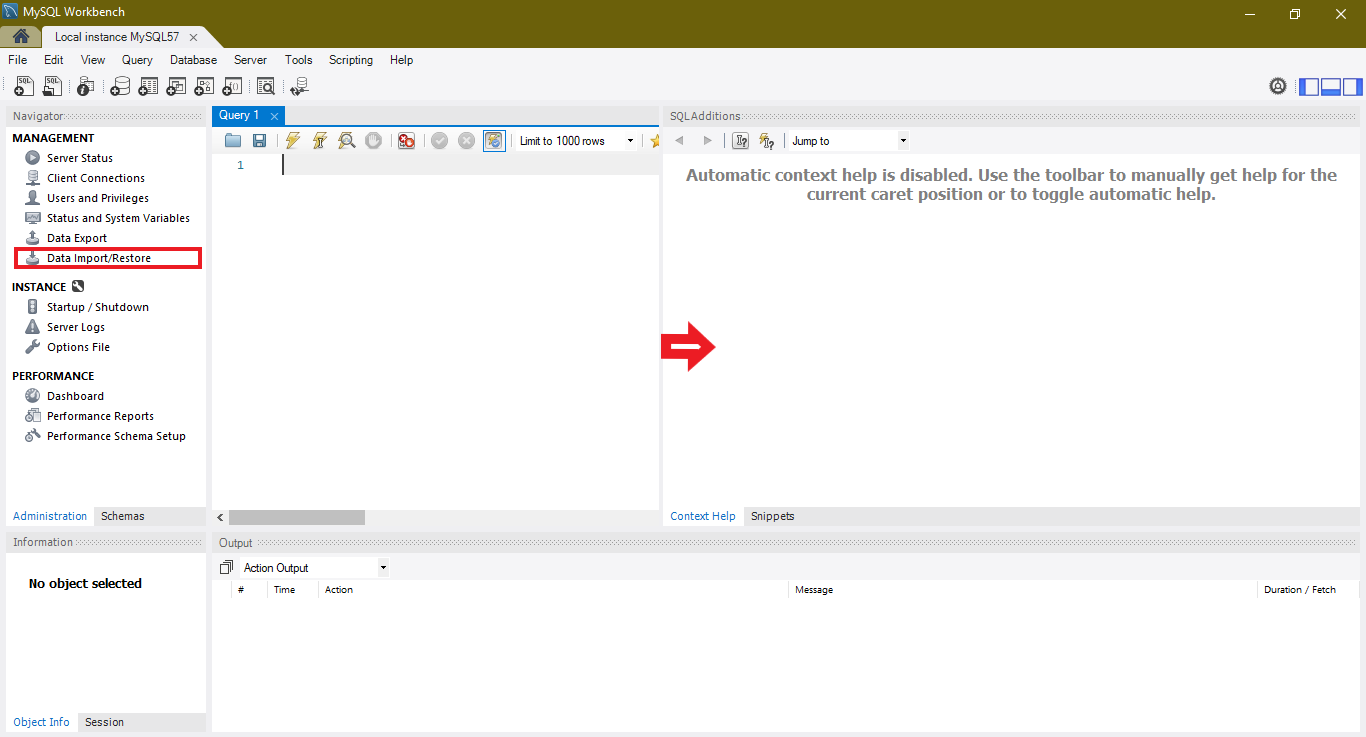 MySQL Workbench
Local instance MySQL57
File Edit View Query Database Server Tools Scripting Help
Navigator
MANAGEMENT
Server Status
Client Connections
Users and Privileges
Status and System Variables
Data Export
Data Import/Restore
INSTANCE
Startup / Shutdown
Server Logs
Options File
PERFORMANCE
Dashboard
Performance Reports
Performance Schema Setup
Administration Schemas
Information
No object selected
Object Info Session
Query 1
Limit to 1000 rows
1
SQLAdditions
Jump to
Automatic context help is disabled. Use the toolbar to manually get help for the
current caret position or to toggle automatic help.
Context Help Snippets
Output
Action Output
# Time Action Message Duration / Fetch